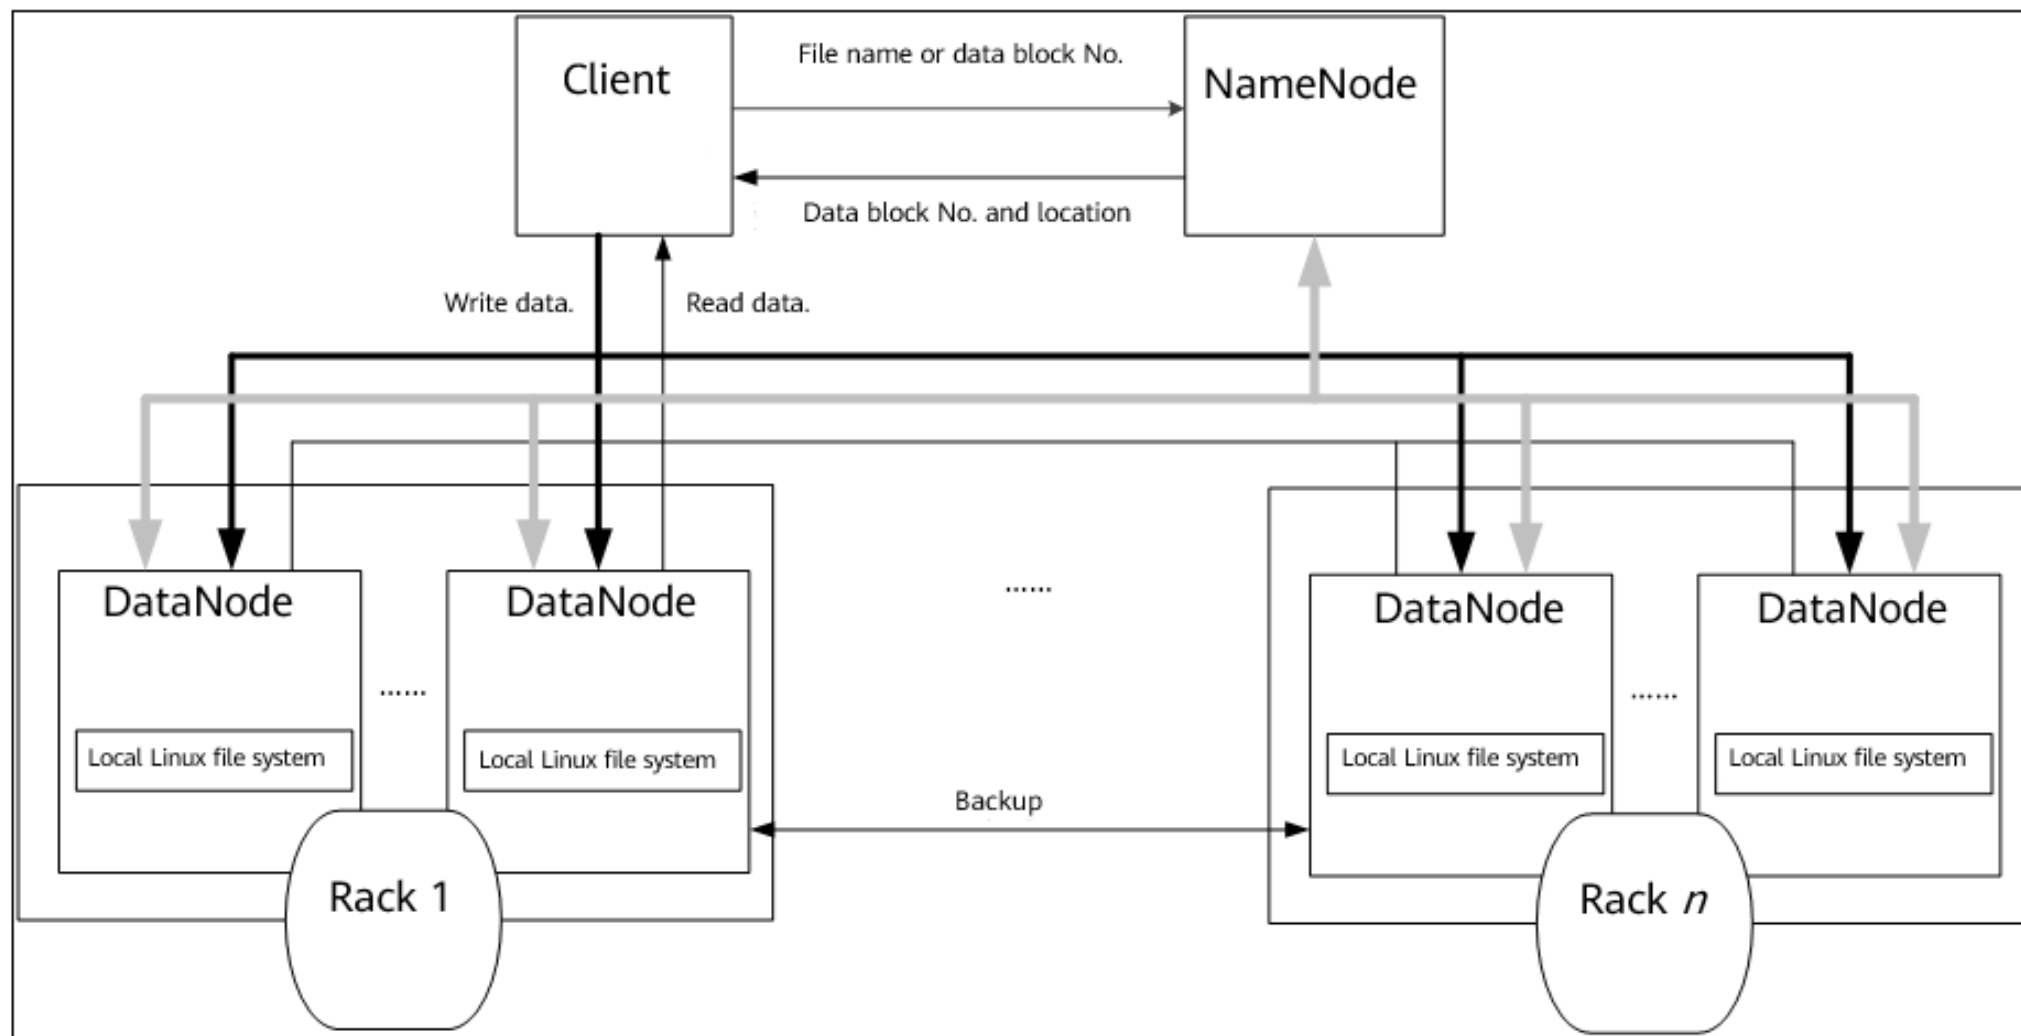 File name or data block No.
Client
NameNode
Data block No. and location
Write data.
Read data.
DataNode
DataNode
......
DataNode
DataNode
......
......
Local Linux file system
Local Linux file system
Local Linux file system
Local Linux file system
Backup
Rack 1
Rack n